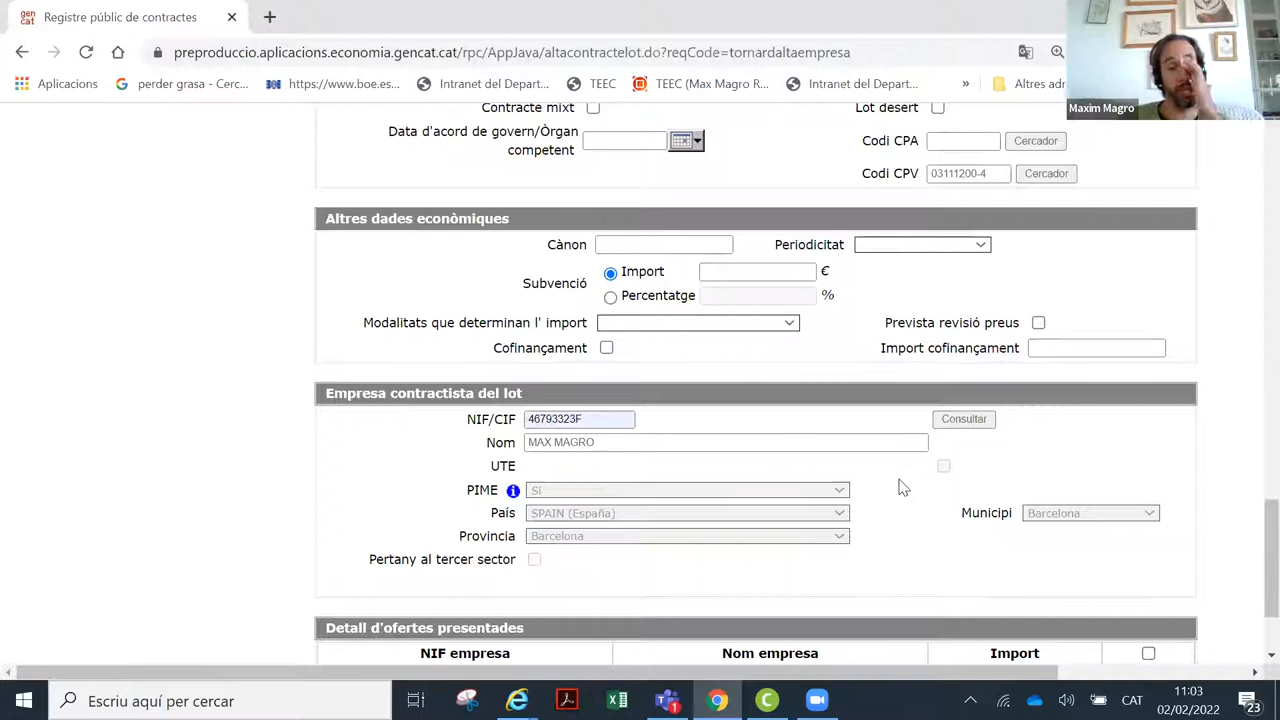 gen cat Registre públic de contractes
preproduccio.aplicacions.economia.gencat.cat/rpc/AppJava/altacontractelot.do?reqCode=tornardaltaempresa
Aplicacions perder grasa - Cerc... https://www.boe.es... Intranet del Depart... TEEC TEEC (Max Magro R... Intranet del Depart... » Altres adr
Maxim Magro
Contracte mixt Lot desert
Data d'acord de govern/Òrgan
competent
Codi CPA Cercador
Codi CPV 03111200-4 Cercador
Altres dades econòmiques
Cànon Periodicitat
Subvenció Import €
Percentatge %
Modalitats que determinan l' import Prevista revisió preus
Cofinançament Import cofinançament
Empresa contractista del lot
NIF/CIF 46793323F Consultar
Nom MAX MAGRO
UTE
PIME i Sí
País SPAIN (España) Municipi Barcelona
Provincia Barcelona
Pertany al tercer sector
Detall d'ofertes presentades
NIF empresa Nom empresa Import
Escriu aquí per cercar
CAT
11:03
02/02/2022
23